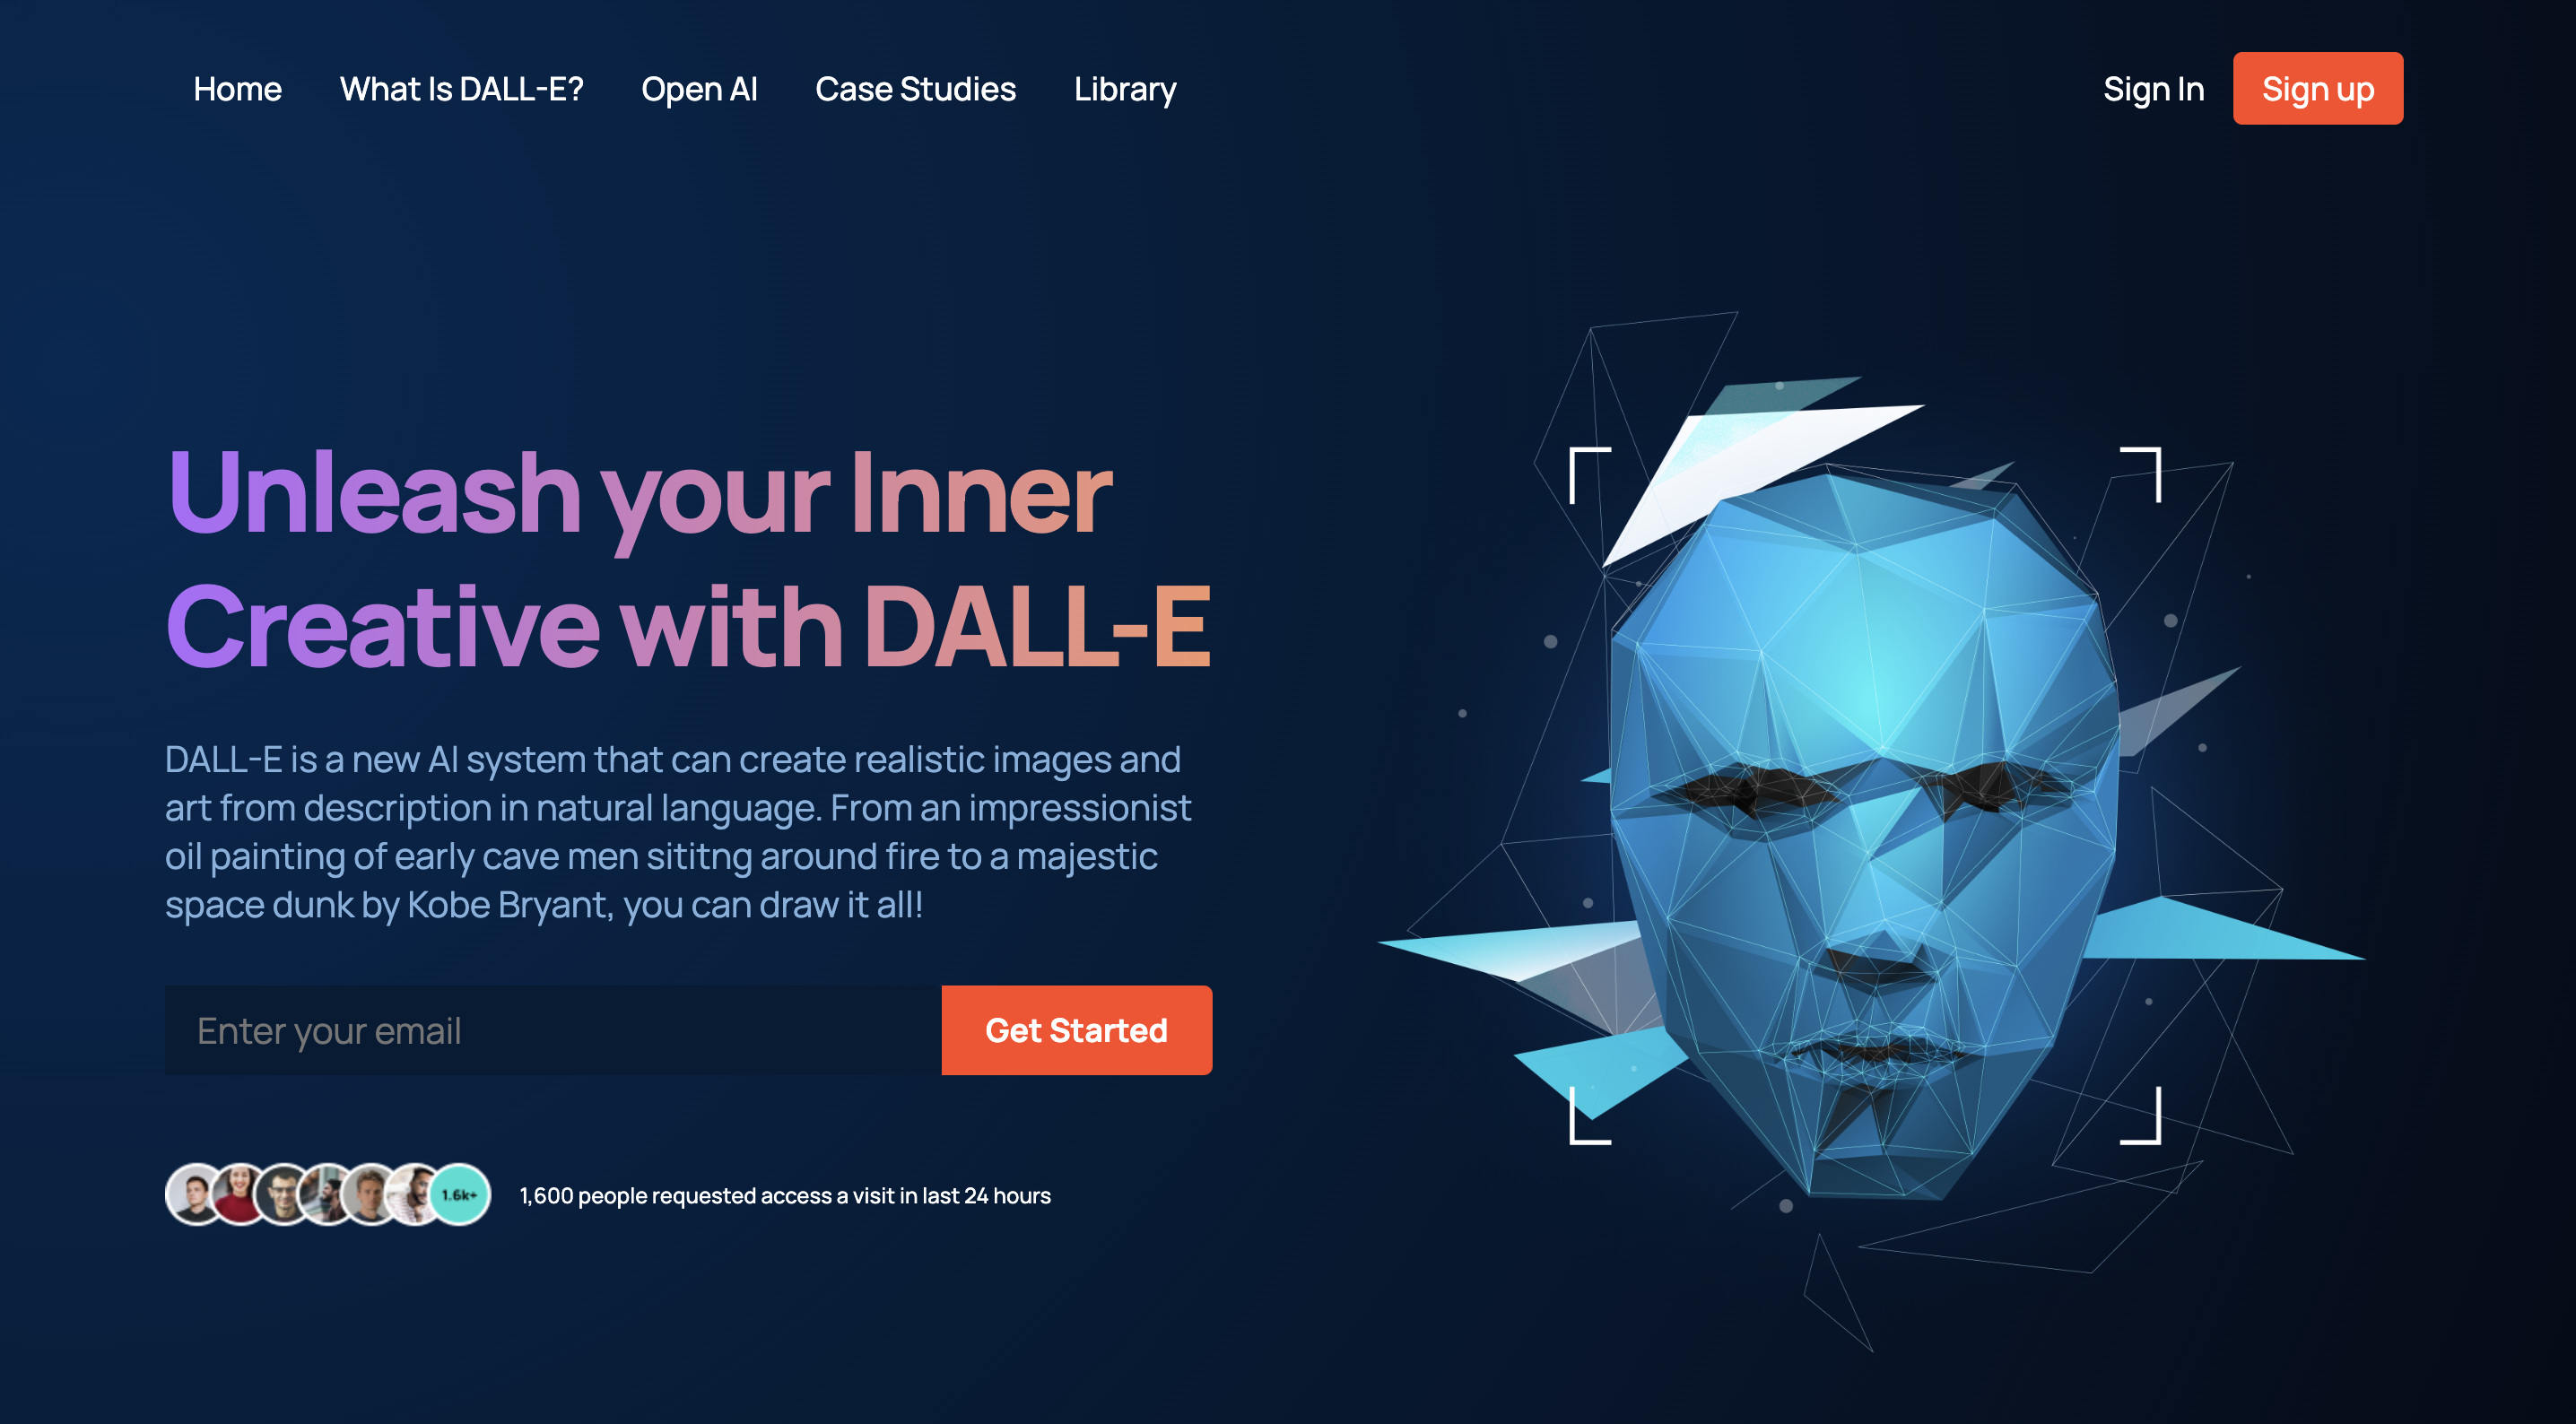 Home What Is DALL-E? Open AI Case Studies Library Sign In Sign up
Unleash your Inner
Creative with DALL-E
DALL-E is a new AI system that can create realistic images and
art from description in natural language. From an impressionist
oil painting of early cave men sititng around fire to a majestic
space dunk by Kobe Bryant, you can draw it all!
Enter your email Get Started
1.6k+ 1,600 people requested access a visit in last 24 hours